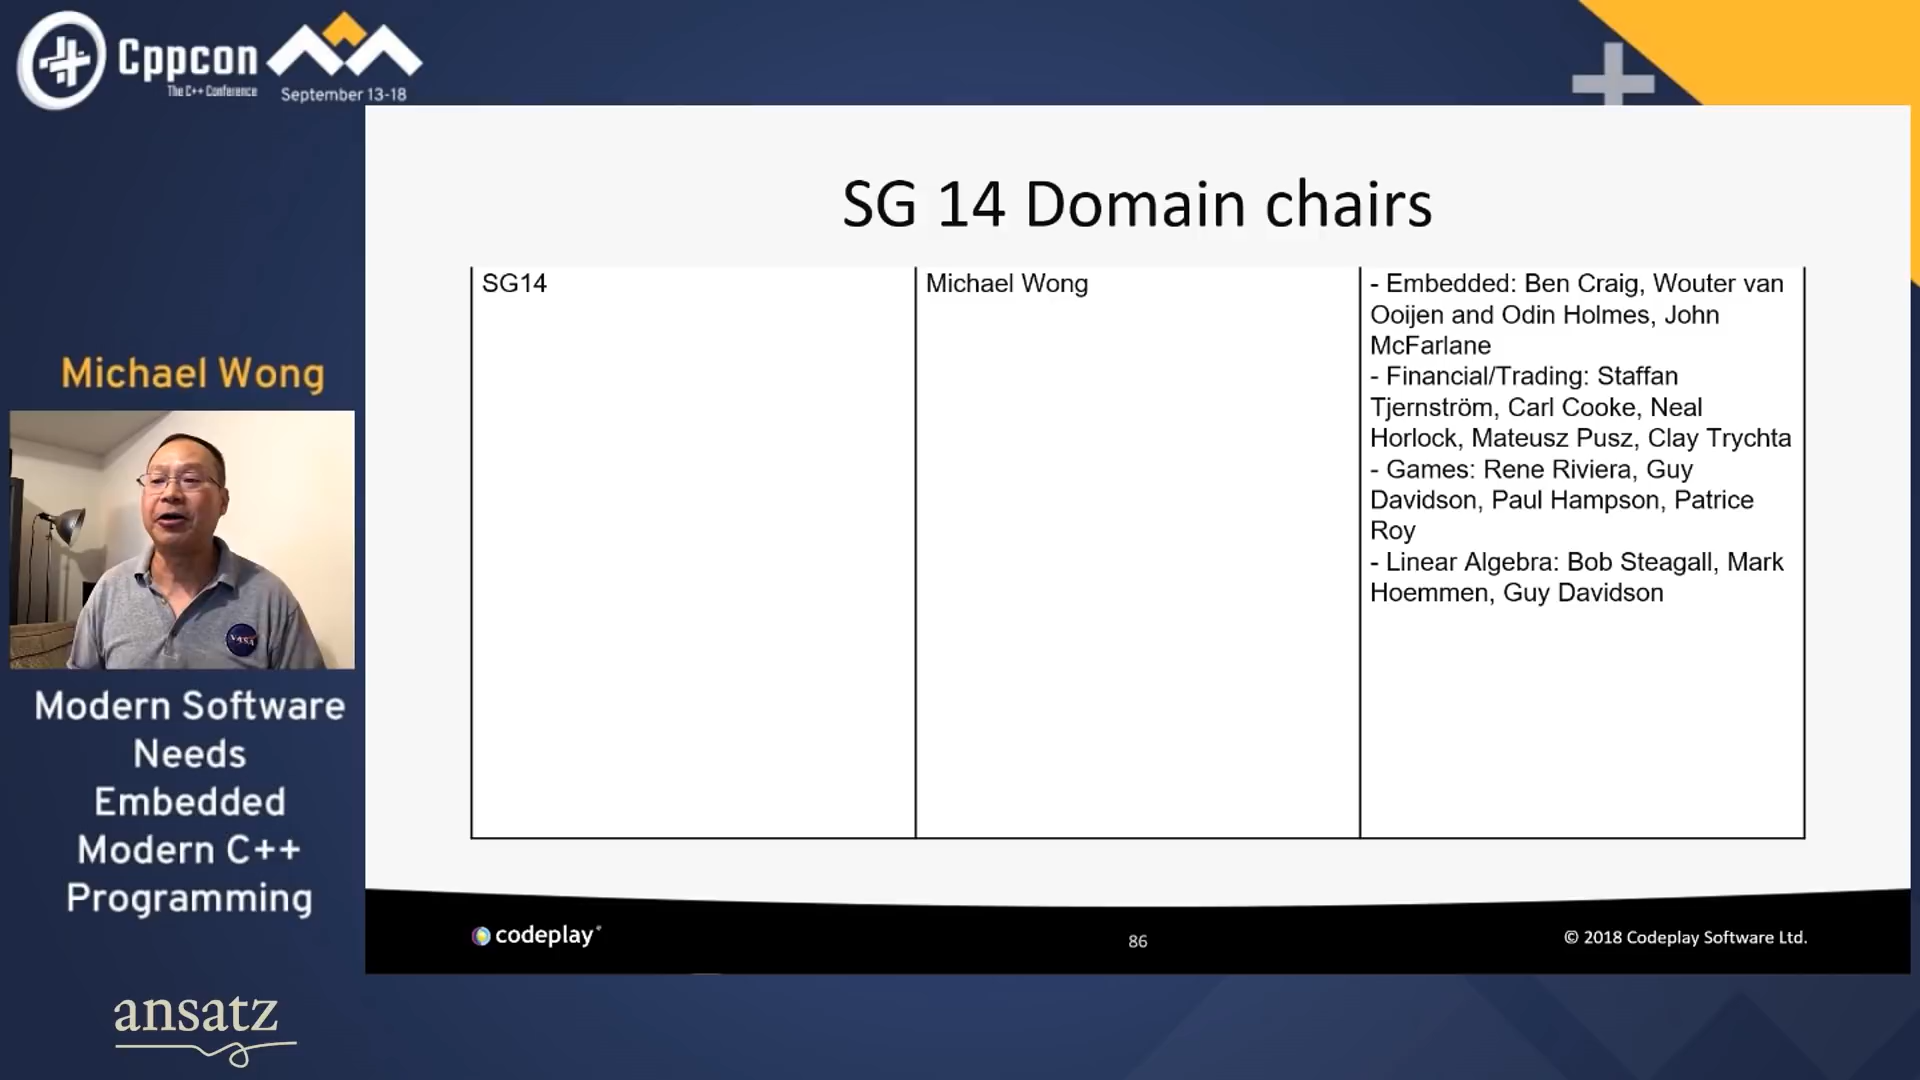 Cppcon
The C++ Conference
September 13-18
Michael Wong
NASA
Modern Software
Needs
Embedded
Modern C++
Programming
ansatz
SG 14 Domain chairs
SG14
Michael Wong
- Embedded: Ben Craig, Wouter van
Ooijen and Odin Holmes, John
McFarlane
- Financial/Trading: Staffan
Tjernström, Carl Cooke, Neal
Horlock, Mateusz Pusz, Clay Trychta
- Games: Rene Riviera, Guy
Davidson, Paul Hampson, Patrice
Roy
- Linear Algebra: Bob Steagall, Mark
Hoemmen, Guy Davidson
codeplay
86
© 2018 Codeplay Software Ltd.